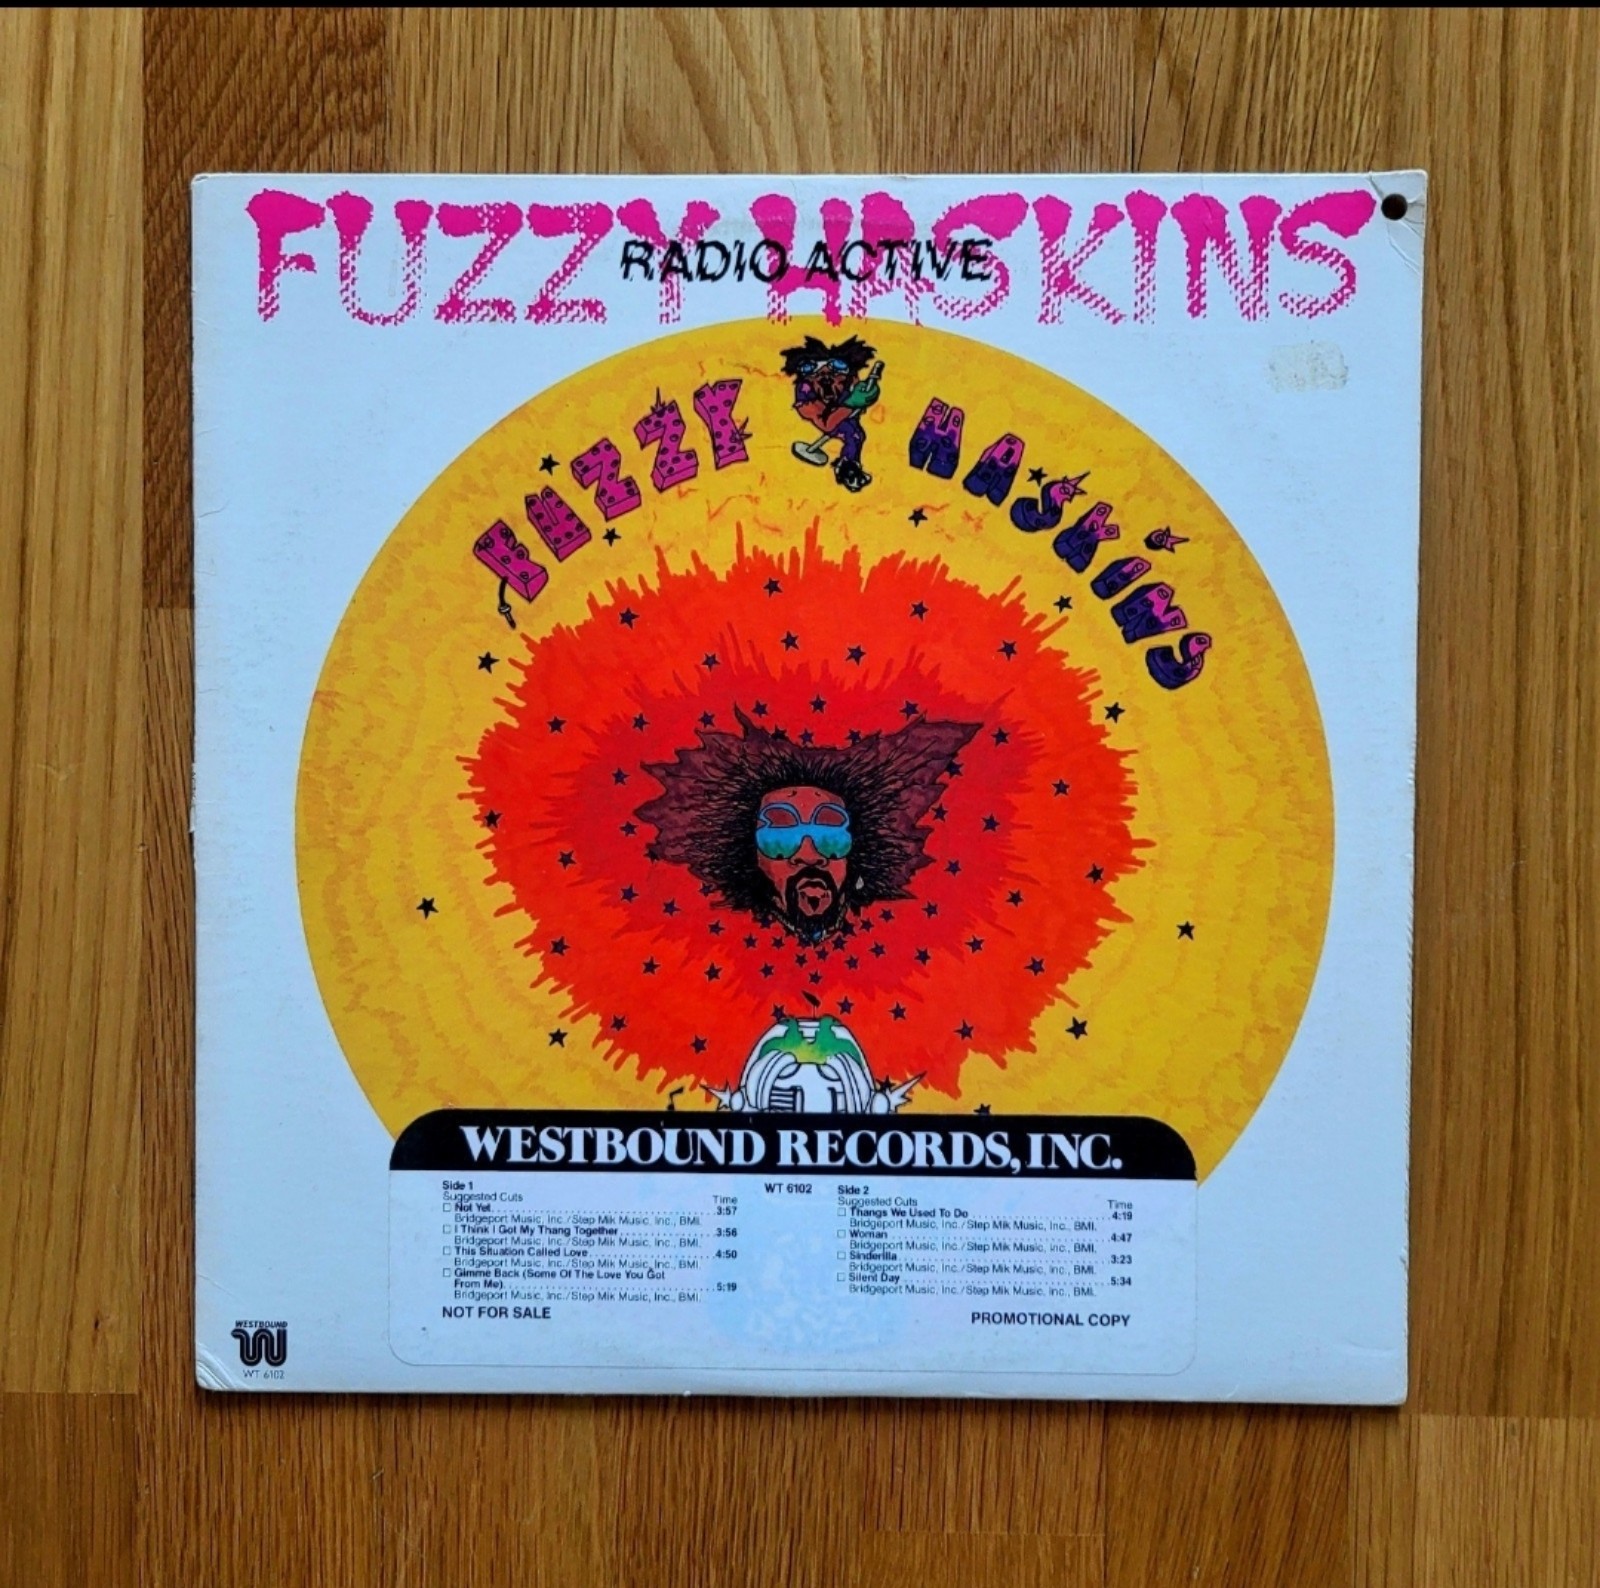 FUZZY HASKINS
RADIO ACTIVE
FUZZY HASKINS
WESTBOUND RECORDS, INC.
Side 1
WT 6102
Side 2
Suggested Cuts
Time
☐ Not Yet 3:57
Bridgeport Music, Inc./Step Mik Music, Inc., BMI.
☐ I Think I Got My Thang Together 3:56
Bridgeport Music, Inc./Step Mik Music, Inc., BMI.
☐ This Situation Called Love 4:50
Bridgeport Music, Inc./Step Mik Music, Inc., BMI.
☐ Gimme Back (Some Of The Love You Got
From Me) 5:19
Bridgeport Music, Inc./Step Mik Music, Inc., BMI.
Suggested Cuts
Time
☐ Thangs We Used To Do 4:19
Bridgeport Music, Inc./Step Mik Music, Inc., BMI.
☐ Woman 4:47
Bridgeport Music, Inc./Step Mik Music, Inc., BMI.
☐ Sinderilla 3:23
Bridgeport Music, Inc./Step Mik Music, Inc., BMI.
☐ Silent Day 5:34
Bridgeport Music, Inc./Step Mik Music, Inc., BMI.
NOT FOR SALE
PROMOTIONAL COPY
WESTBOUND
W
WT 6102